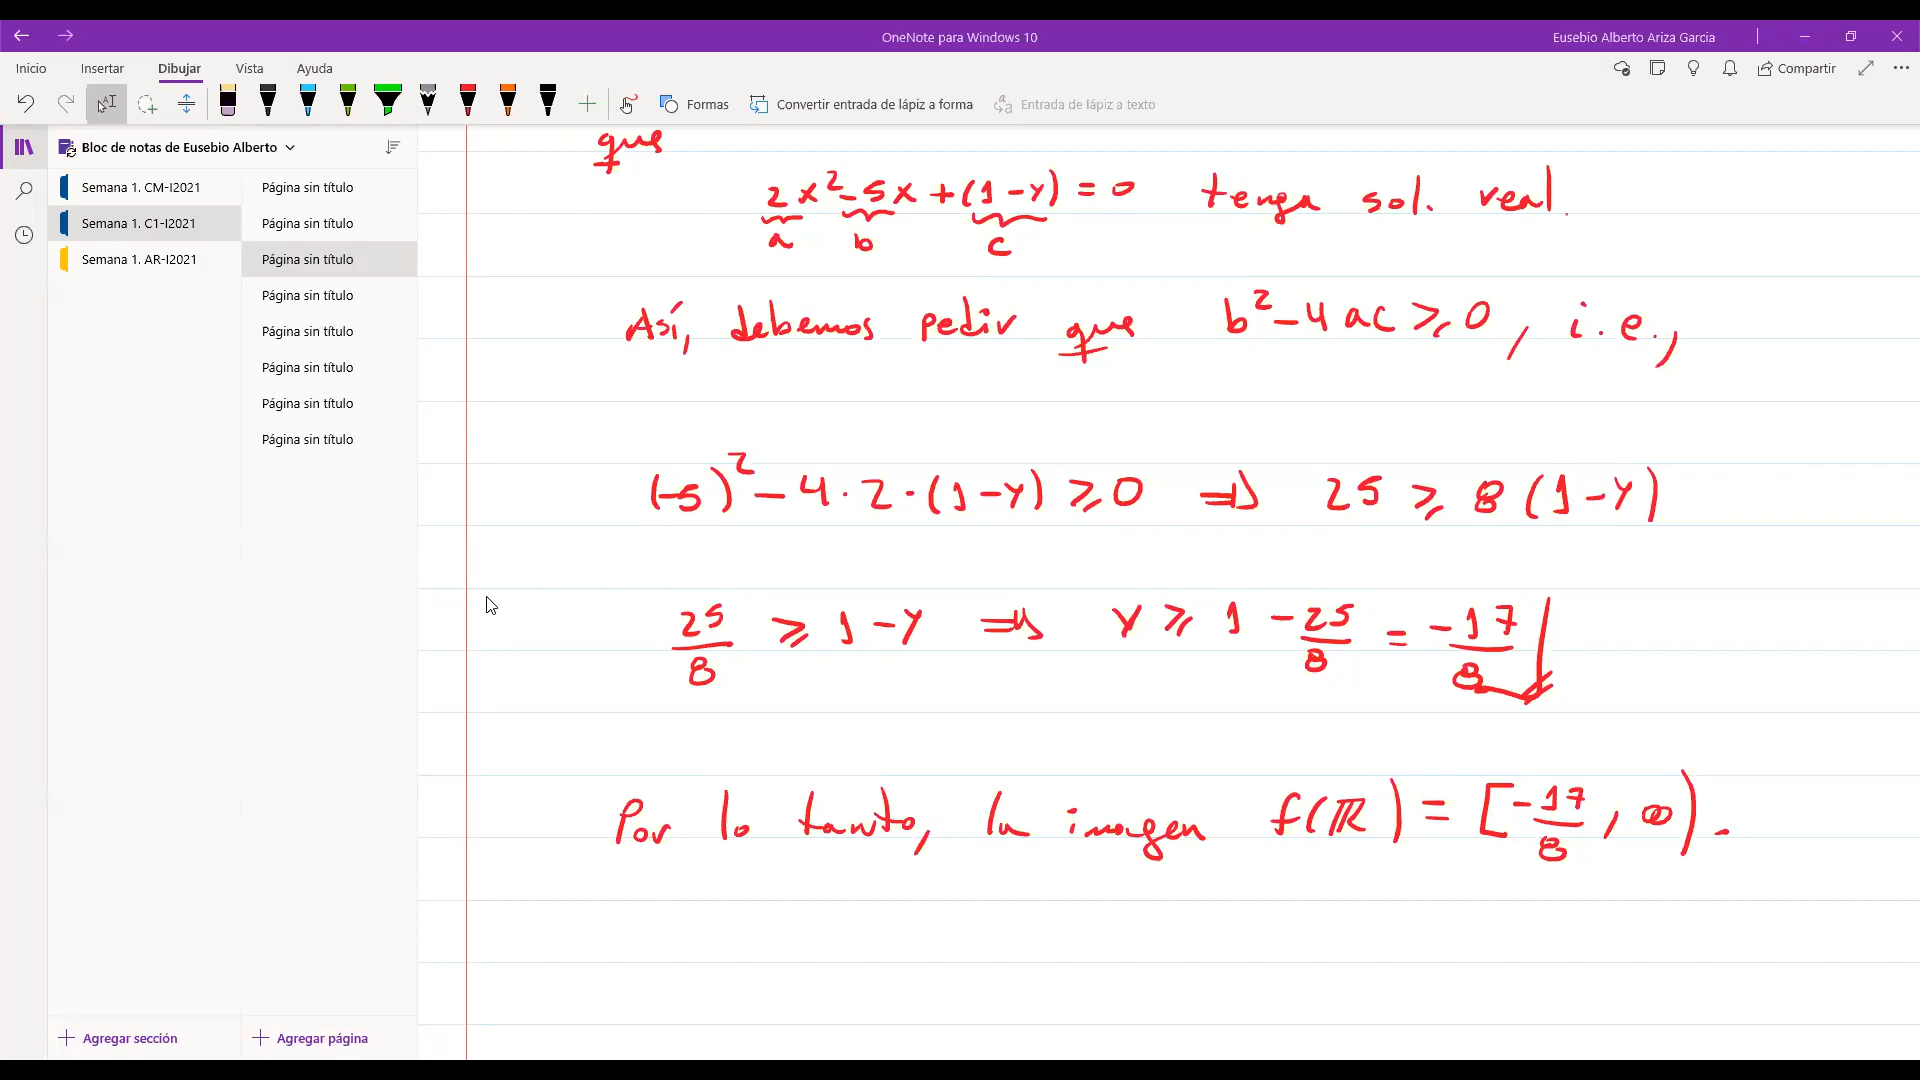 OneNote para Windows 10
Eusebio Alberto Ariza Garcia
Inicio Insertar Dibujar Vista Ayuda
Compartir
Formas Convertir entrada de lápiz a forma Entrada de lápiz a texto
Bloc de notas de Eusebio Alberto
Semana 1. CM-I2021
Semana 1. C1-I2021
Semana 1. AR-I2021
Página sin título
Página sin título
Página sin título
Página sin título
Página sin título
Página sin título
Página sin título
Página sin título
Agregar sección
Agregar página
que
2x² - 5x + (1 - y) = 0 tenga sol. real.
a b c
Así, debemos pedir que b² - 4ac ≥ 0, i.e.,
(-5)² - 4 · 2 · (1 - y) ≥ 0 ⇒ 25 ≥ 8 (1 - y)
25/8 ≥ 1 - y ⇒ y ≥ 1 - 25/8 = -17/8
Por lo tanto, la imagen f(ℝ) = [-17/8, ∞).